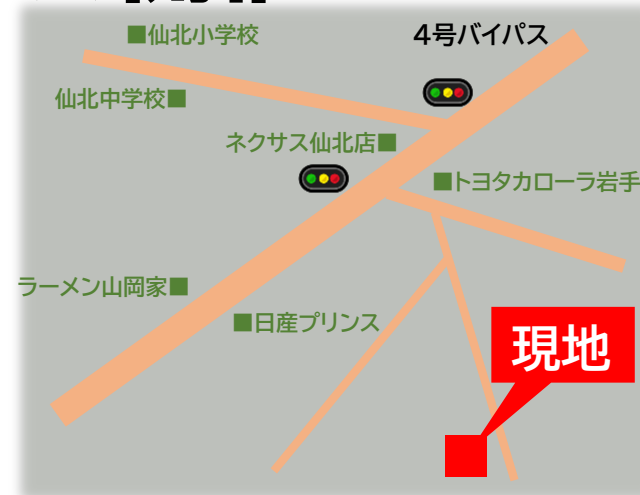 ■仙北小学校
4号バイパス
仙北中学校■
ネクサス仙北店■
■トヨタカローラ岩手
ラーメン山岡家■
■日産プリンス
現地